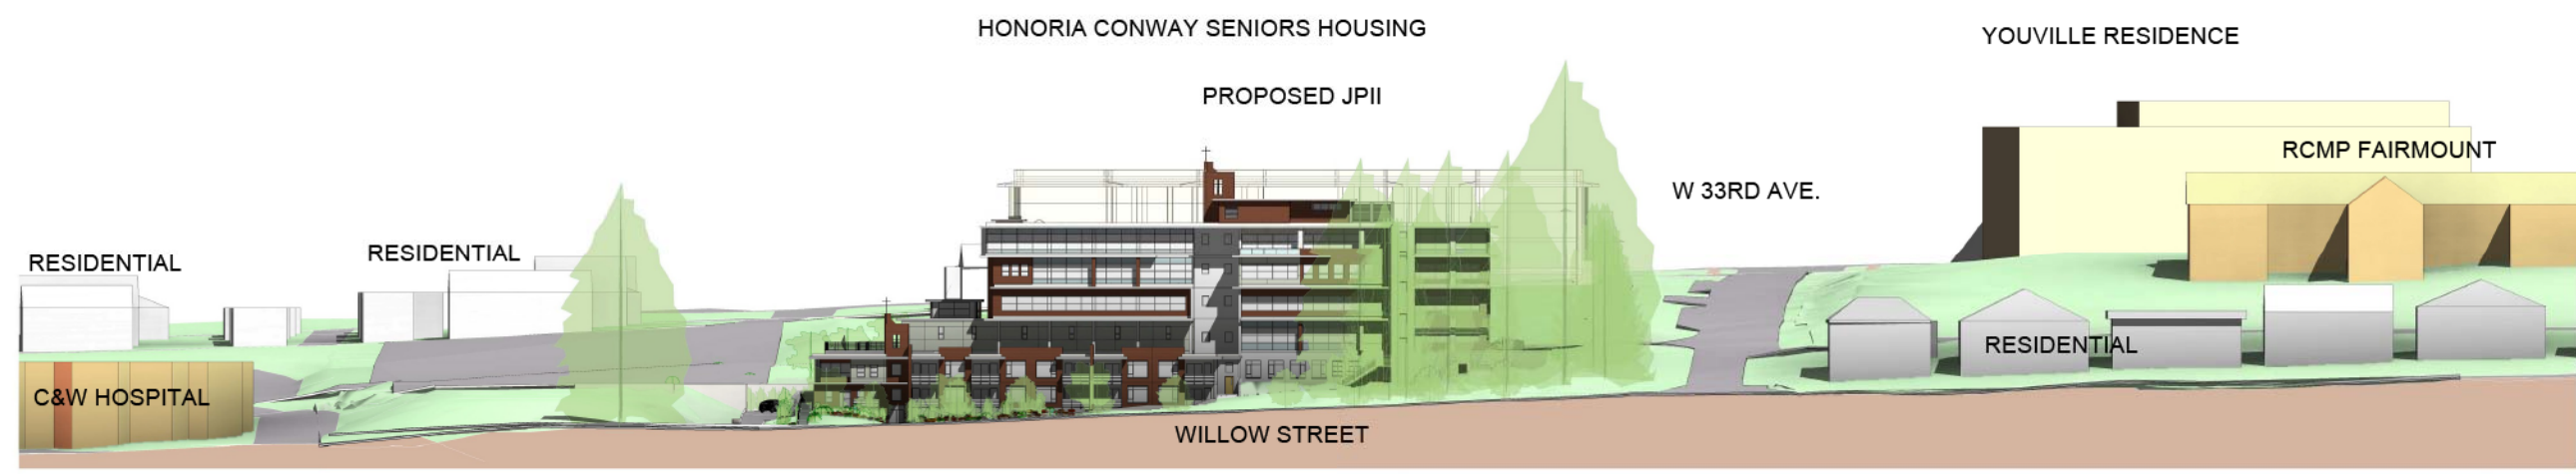 HONORIA CONWAY SENIORS HOUSING
YOUVILLE RESIDENCE
PROPOSED JPII
RCMP FAIRMOUNT
W 33RD AVE.
RESIDENTIAL
RESIDENTIAL
RESIDENTIAL
C&W HOSPITAL
WILLOW STREET